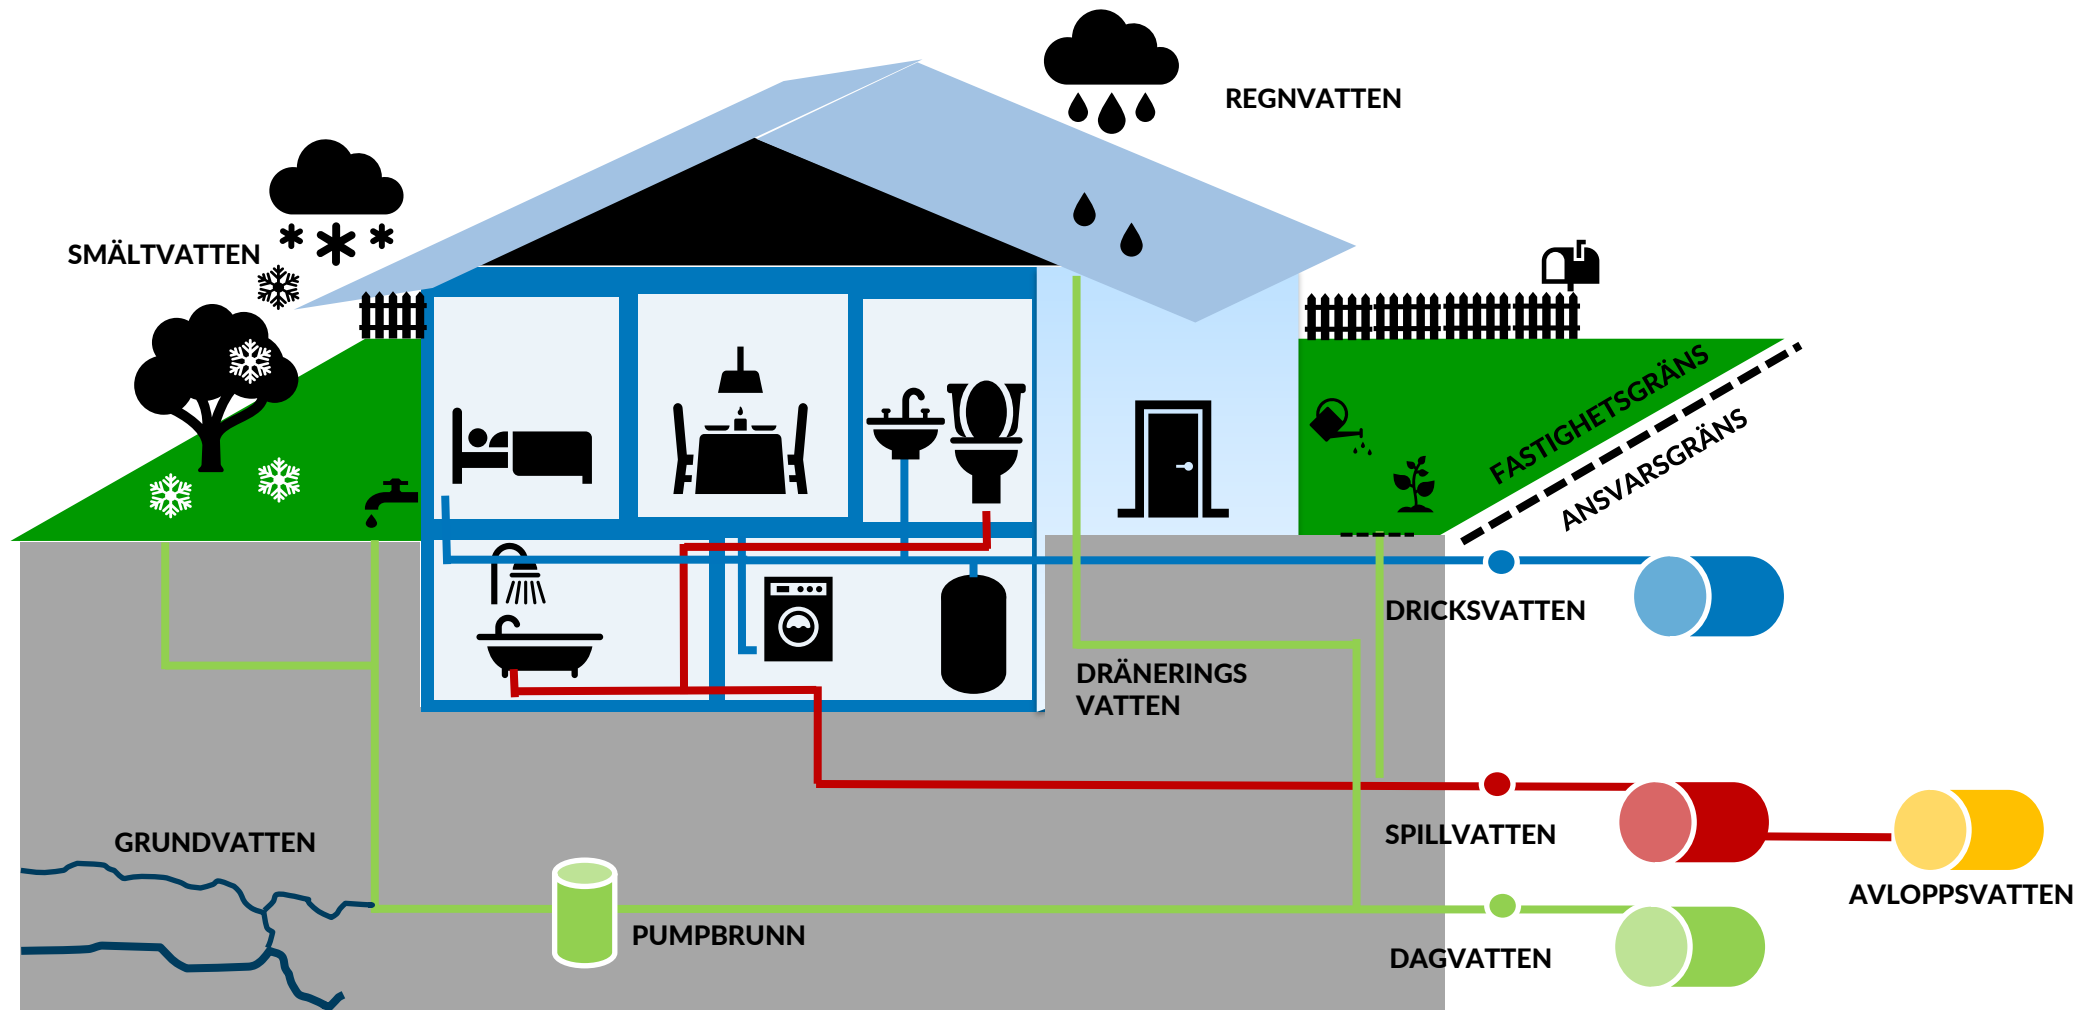 REGNVATTEN
SMÄLTVATTEN
FASTIGHETSGRÄNS
ANSVARSGRÄNS
DRICKSVATTEN
DRÄNERINGS
VATTEN
GRUNDVATTEN
SPILLVATTEN
AVLOPPSVATTEN
PUMPBRUNN
DAGVATTEN